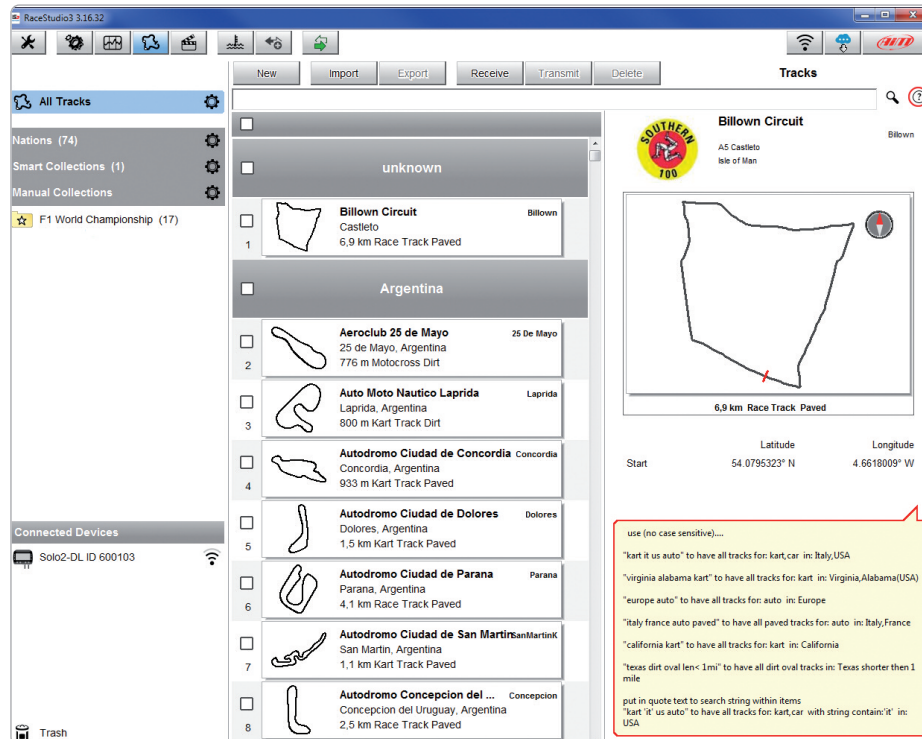 RaceStudio3 3.16.32
New Import Export Receive Transmit Delete Tracks
All Tracks
Nations (74)
Smart Collections (1)
Manual Collections
F1 World Championship (17)
Connected Devices
Solo2-DL ID 600103
Trash
unknown
Billown Circuit Billown
Castleto
6,9 km Race Track Paved
1
Argentina
Aeroclub 25 de Mayo 25 De Mayo
25 de Mayo, Argentina
776 m Motocross Dirt
2
Auto Moto Nautico Laprida Laprida
Laprida, Argentina
800 m Kart Track Dirt
3
Autodromo Ciudad de Concordia Concordia
Concordia, Argentina
933 m Kart Track Paved
4
Autodromo Ciudad de Dolores Dolores
Dolores, Argentina
1,5 km Kart Track Paved
5
Autodromo Ciudad de Parana Parana
Parana, Argentina
4,1 km Race Track Paved
6
Autodromo Ciudad de San Martin SanMartinK
San Martin, Argentina
1,1 km Kart Track Paved
7
Autodromo Concepcion del ... Concepcion
Concepcion del Uruguay, Argentina
2,5 km Race Track Paved
8
?
SOUTHERN
100
Billown Circuit
Billown
A5 Castleto
Isle of Man
6,9 km Race Track Paved
Latitude Longitude
Start 54.0795323° N 4.6618009° W
use (no case sensitive)....
"kart it us auto" to have all tracks for: kart,car in: Italy,USA
"virginia alabama kart" to have all tracks for: kart in: Virginia,Alabama(USA)
"europe auto" to have all tracks for: auto in: Europe
"italy france auto paved" to have all paved tracks for: auto in: Italy,France
"california kart" to have all tracks for: kart in: California
"texas dirt oval len< 1mi" to have all dirt oval tracks in: Texas shorter then 1
mile
put in quote text to search string within items
"kart 'it' us auto" to have all tracks for: kart,car with string contain:'it' in:
USA